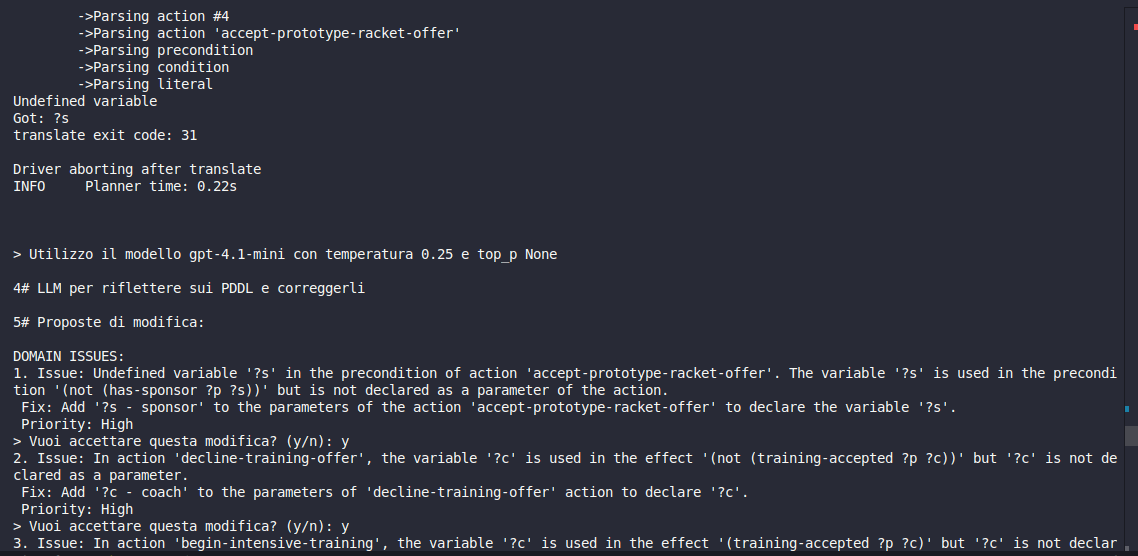 ->Parsing action #4
->Parsing action 'accept-prototype-racket-offer'
->Parsing precondition
->Parsing condition
->Parsing literal
Undefined variable
Got: ?s
translate exit code: 31
Driver aborting after translate
INFO     Planner time: 0.22s
> Utilizzo il modello gpt-4.1-mini con temperatura 0.25 e top_p None
4# LLM per riflettere sui PDDL e correggerli
5# Proposte di modifica:
DOMAIN ISSUES:
1. Issue: Undefined variable '?s' in the precondition of action 'accept-prototype-racket-offer'. The variable '?s' is used in the precondi
tion '(not (has-sponsor ?p ?s))' but is not declared as a parameter of the action.
 Fix: Add '?s - sponsor' to the parameters of the action 'accept-prototype-racket-offer' to declare the variable '?s'.
 Priority: High
> Vuoi accettare questa modifica? (y/n): y
2. Issue: In action 'decline-training-offer', the variable '?c' is used in the effect '(not (training-accepted ?p ?c))' but '?c' is not de
clared as a parameter.
 Fix: Add '?c - coach' to the parameters of 'decline-training-offer' action to declare '?c'.
 Priority: High
> Vuoi accettare questa modifica? (y/n): y
3. Issue: In action 'begin-intensive-training', the variable '?c' is used in the effect '(training-accepted ?p ?c)' but '?c' is not declar